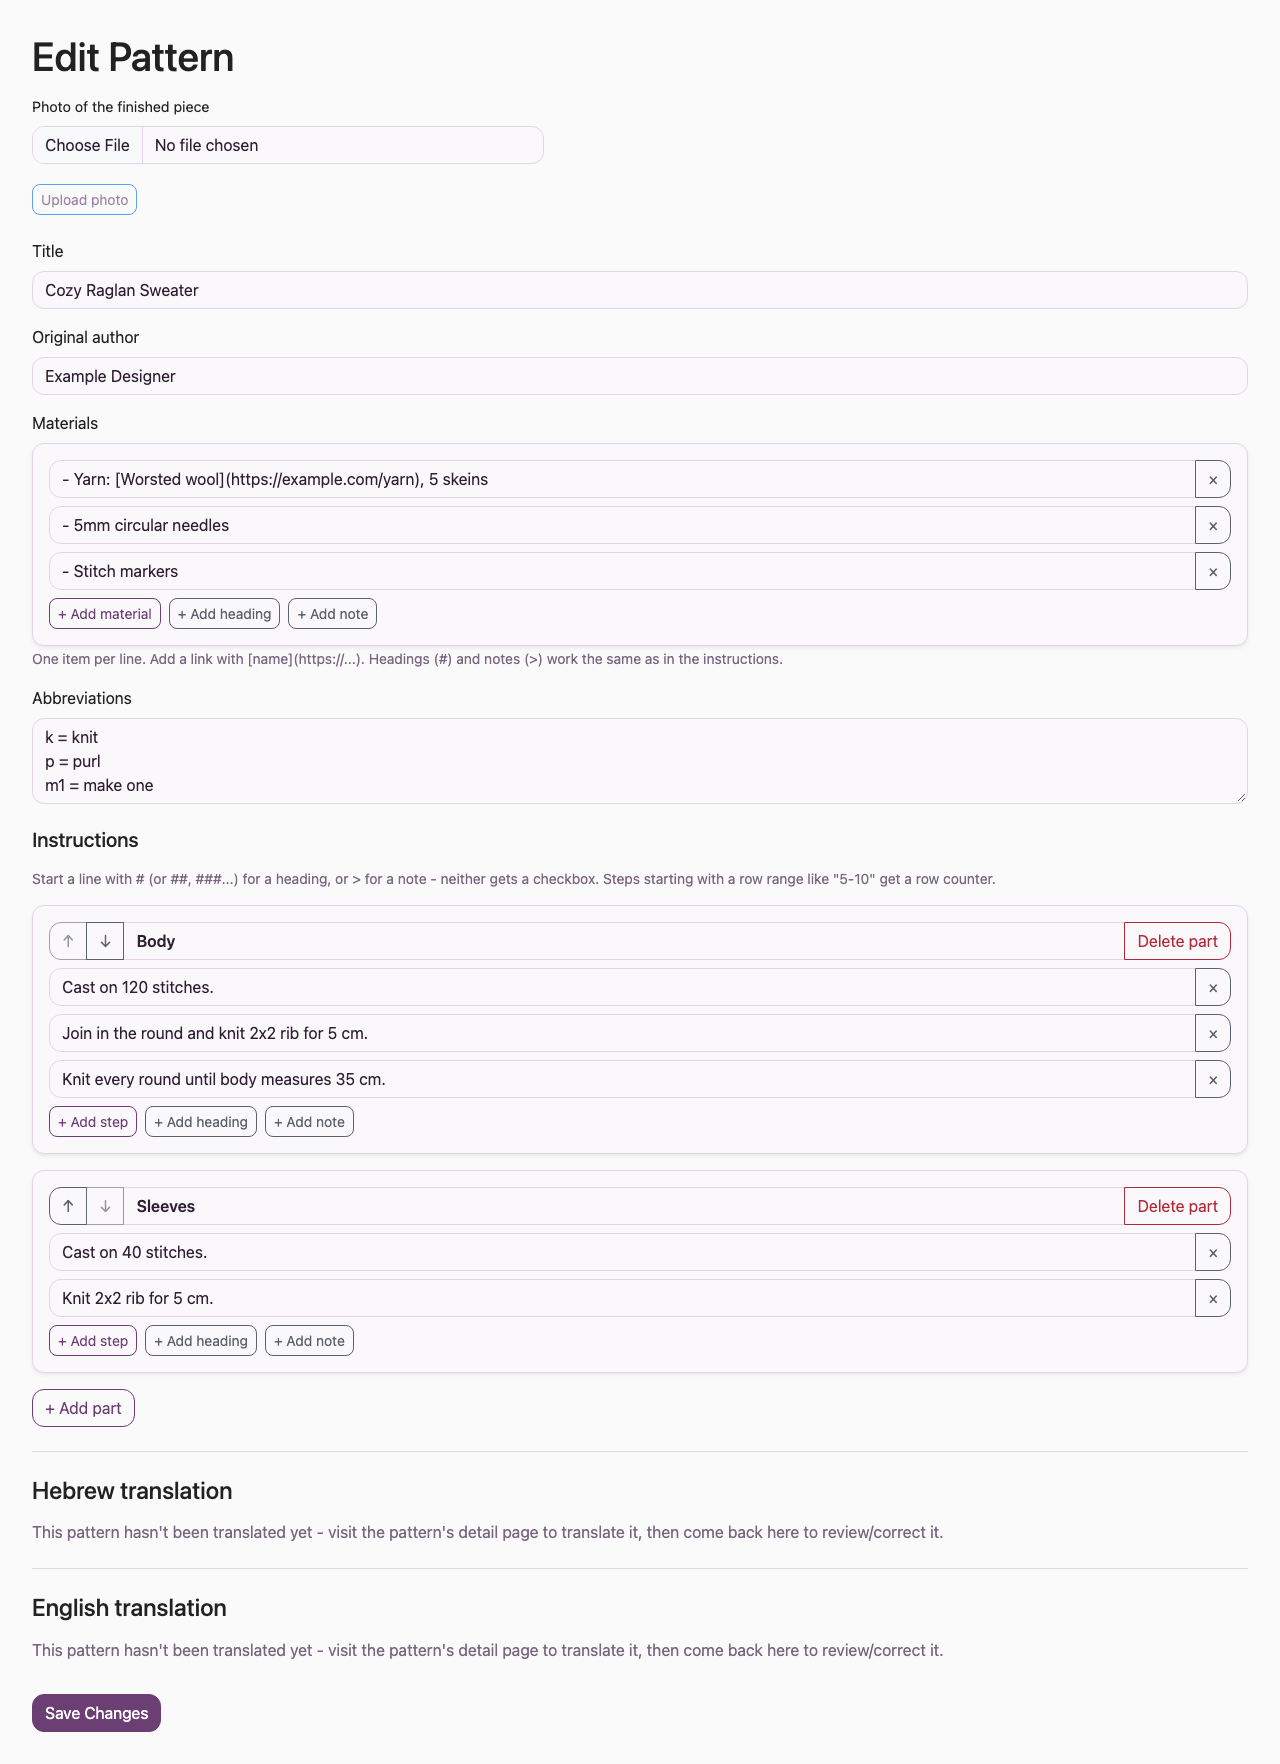 Edit Pattern
Photo of the finished piece
Choose File No file chosen
Upload photo
Title
Cozy Raglan Sweater
Original author
Example Designer
Materials
- Yarn: [Worsted wool](https://example.com/yarn), 5 skeins ×
- 5mm circular needles ×
- Stitch markers ×
+ Add material + Add heading + Add note
One item per line. Add a link with [name](https://...). Headings (#) and notes (>) work the same as in the instructions.
Abbreviations
k = knit
p = purl
m1 = make one
Instructions
Start a line with # (or ##, ###...) for a heading, or > for a note - neither gets a checkbox. Steps starting with a row range like "5-10" get a row counter.
↑ ↓ Body Delete part
Cast on 120 stitches. ×
Join in the round and knit 2x2 rib for 5 cm. ×
Knit every round until body measures 35 cm. ×
+ Add step + Add heading + Add note
↑ ↓ Sleeves Delete part
Cast on 40 stitches. ×
Knit 2x2 rib for 5 cm. ×
+ Add step + Add heading + Add note
+ Add part
Hebrew translation
This pattern hasn't been translated yet - visit the pattern's detail page to translate it, then come back here to review/correct it.
English translation
This pattern hasn't been translated yet - visit the pattern's detail page to translate it, then come back here to review/correct it.
Save Changes